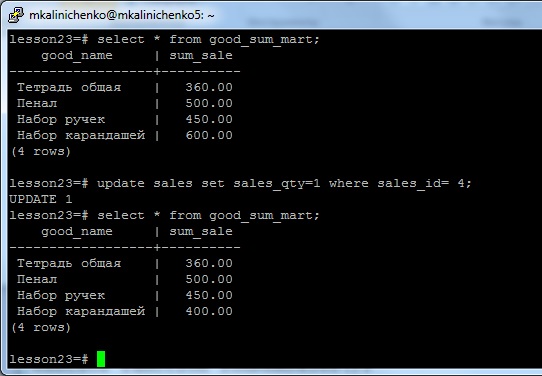 mkalinichenko@mkalinichenko5: ~
lesson23=# select * from good_sum_mart;
    good_name     | sum_sale
------------------+----------
 Тетрадь общая    |   360.00
 Пенал            |   500.00
 Набор ручек      |   450.00
 Набор карандашей |   600.00
(4 rows)

lesson23=# update sales set sales_qty=1 where sales_id= 4;
UPDATE 1
lesson23=# select * from good_sum_mart;
    good_name     | sum_sale
------------------+----------
 Тетрадь общая    |   360.00
 Пенал            |   500.00
 Набор ручек      |   450.00
 Набор карандашей |   400.00
(4 rows)

lesson23=#